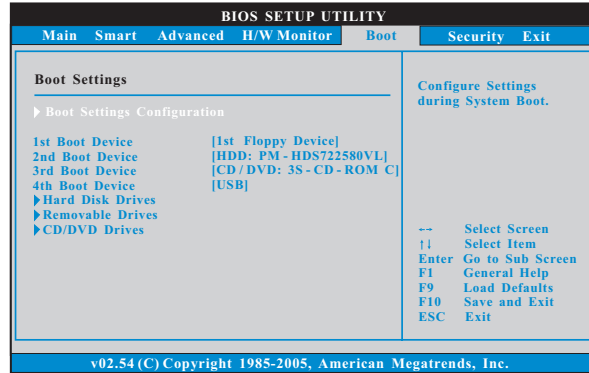 BIOS SETUP UTILITY
Main Smart Advanced H/W Monitor Boot Security Exit
Boot Settings
Boot Settings Configuration
1st Boot Device [1st Floppy Device]
2nd Boot Device [HDD: PM - HDS722580VL]
3rd Boot Device [CD / DVD: 3S - CD - ROM C]
4th Boot Device [USB]
Hard Disk Drives
Removable Drives
CD/DVD Drives
Configure Settings
during System Boot.
←→ Select Screen
↑↓ Select Item
Enter Go to Sub Screen
F1 General Help
F9 Load Defaults
F10 Save and Exit
ESC Exit
v02.54 (C) Copyright 1985-2005, American Megatrends, Inc.